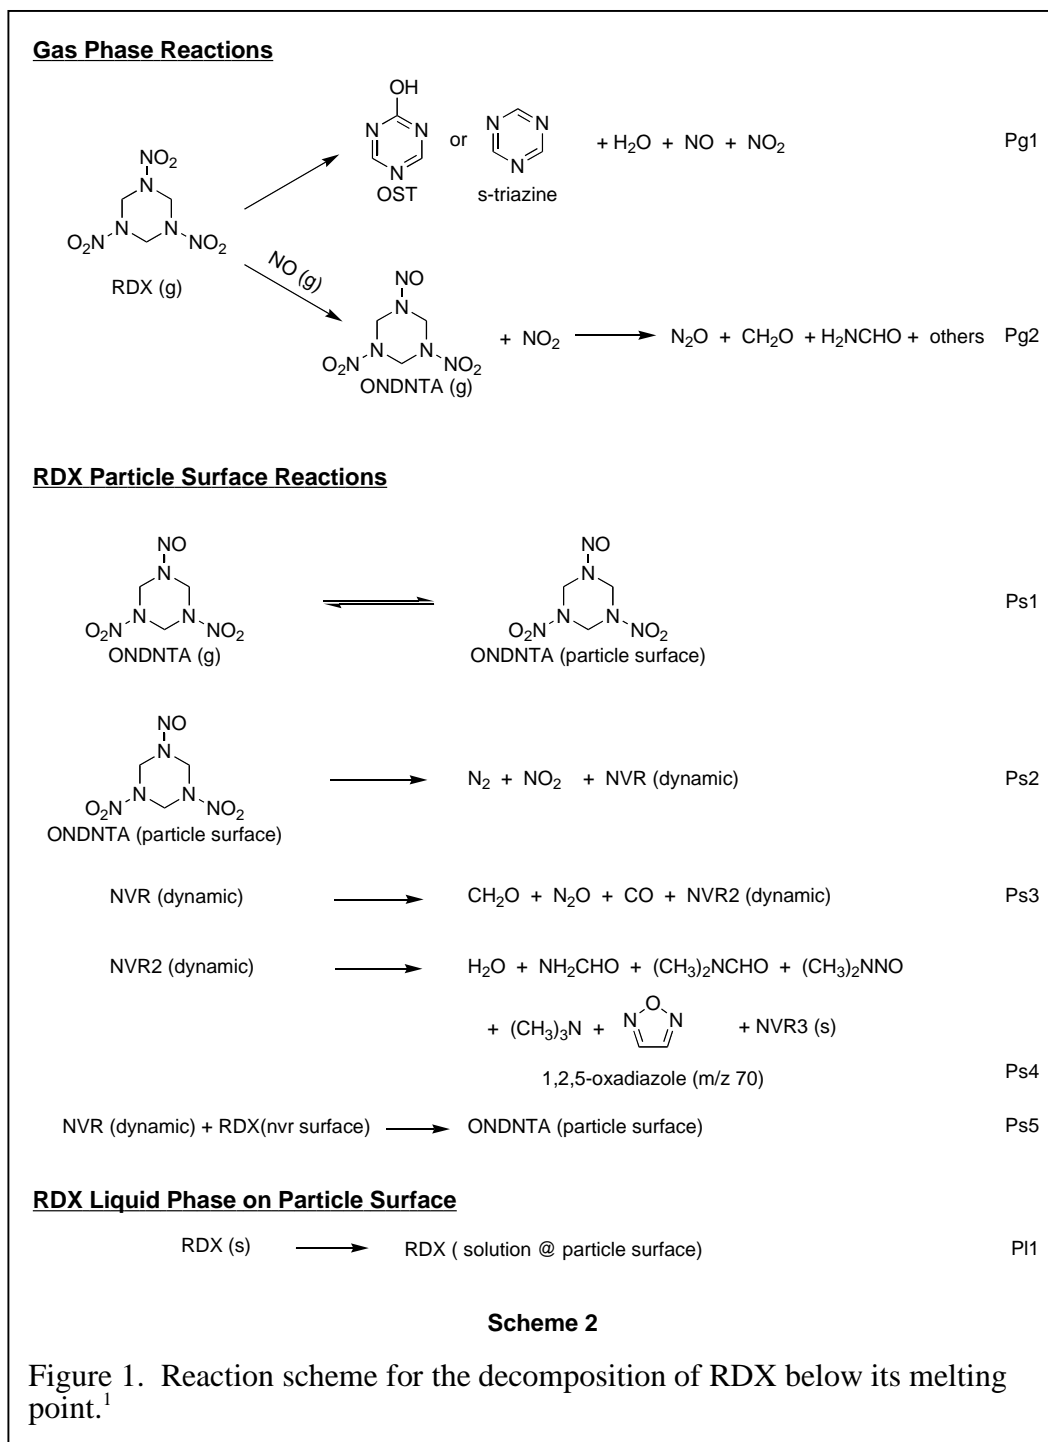 Gas Phase Reactions
OH
N N
N
OST
or
N N
N
s-triazine
+ H₂O + NO + NO₂
Pg1
NO₂
N
N N
O₂N NO₂
RDX (g)
NO (g)
NO
N
N N
O₂N NO₂
ONDNTA (g)
+ NO₂
N₂O + CH₂O + H₂NCHO + others
Pg2
RDX Particle Surface Reactions
NO
N
N N
O₂N NO₂
ONDNTA (g)
NO
N
N N
O₂N NO₂
ONDNTA (particle surface)
Ps1
NO
N
N N
O₂N NO₂
ONDNTA (particle surface)
N₂ + NO₂ + NVR (dynamic)
Ps2
NVR (dynamic)
CH₂O + N₂O + CO + NVR2 (dynamic)
Ps3
NVR2 (dynamic)
H₂O + NH₂CHO + (CH₃)₂NCHO + (CH₃)₂NNO
+ (CH₃)₃N +
O
N N
+ NVR3 (s)
1,2,5-oxadiazole (m/z 70)
Ps4
NVR (dynamic) + RDX(nvr surface)
ONDNTA (particle surface)
Ps5
RDX Liquid Phase on Particle Surface
RDX (s)
RDX ( solution @ particle surface)
Pl1
Scheme 2
Figure 1. Reaction scheme for the decomposition of RDX below its melting
point.¹